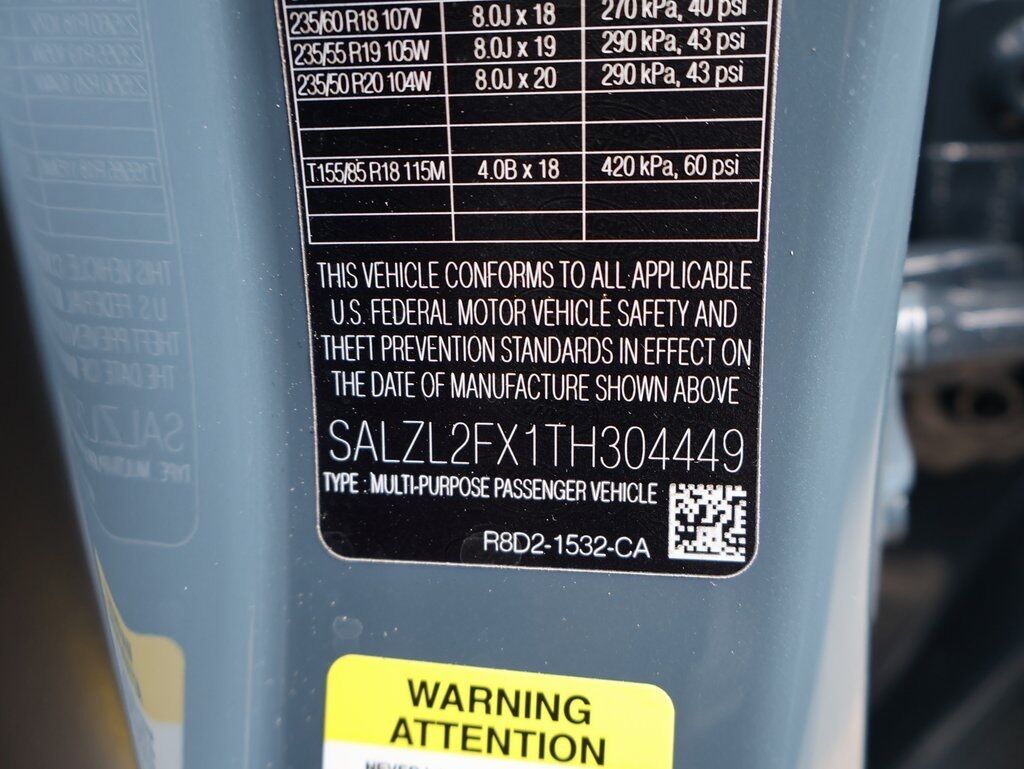 235/60 R18 107V 8.0J x 18 270 kPa, 40 psi
235/55 R19 105W 8.0J x 19 290 kPa, 43 psi
235/50 R20 104W 8.0J x 20 290 kPa, 43 psi
T155/85 R18 115M 4.0B x 18 420 kPa, 60 psi
THIS VEHICLE CONFORMS TO ALL APPLICABLE
U.S. FEDERAL MOTOR VEHICLE SAFETY AND
THEFT PREVENTION STANDARDS IN EFFECT ON
THE DATE OF MANUFACTURE SHOWN ABOVE
SALZL2FX1TH304449
TYPE : MULTI-PURPOSE PASSENGER VEHICLE
R8D2-1532-CA
WARNING
ATTENTION